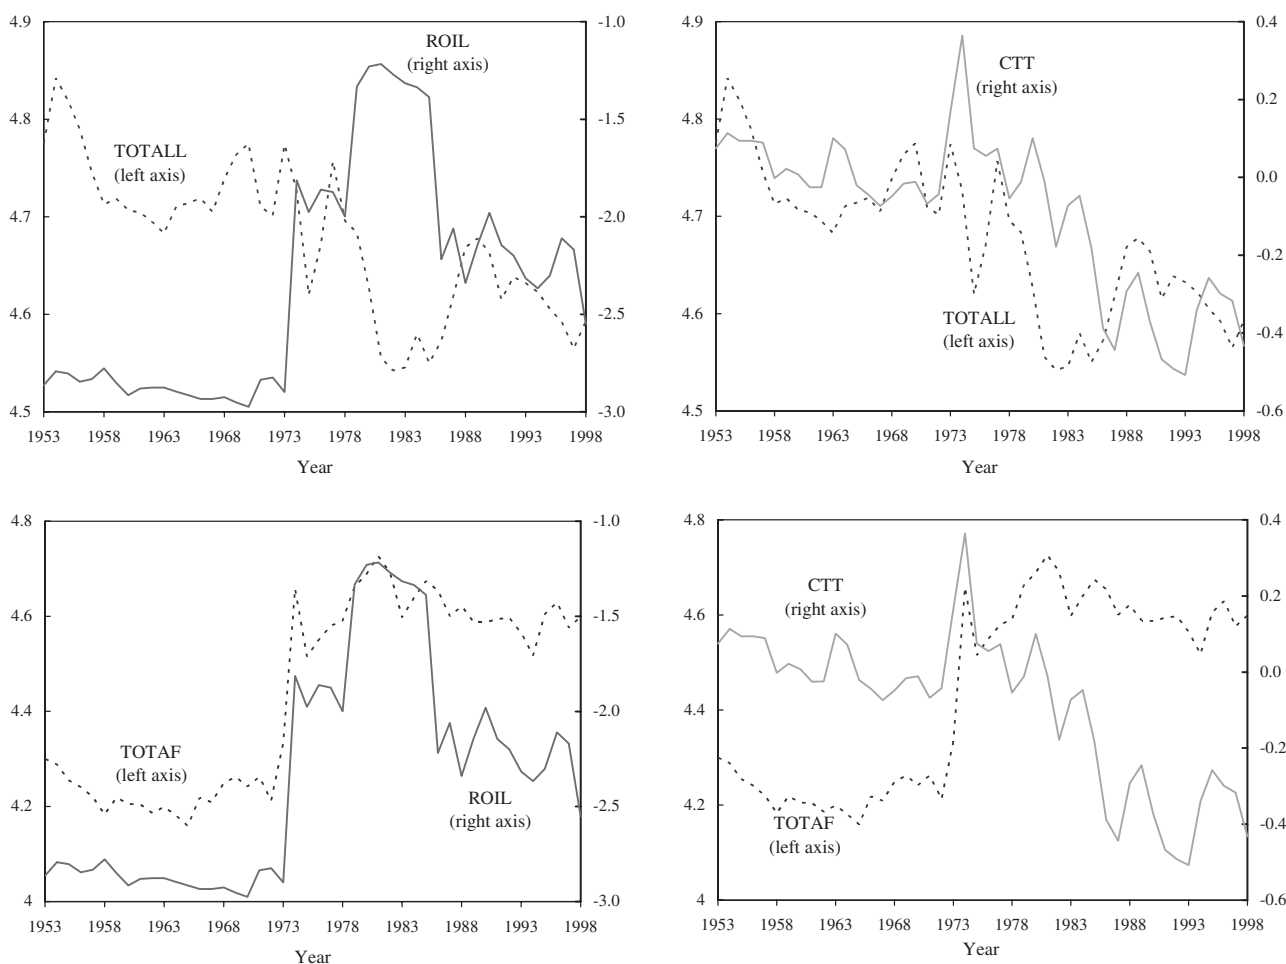 4.9
4.8
4.7
4.6
4.5
-1.0
-1.5
-2.0
-2.5
-3.0
ROIL
(right axis)
TOTALL
(left axis)
1953 1958 1963 1968 1973 1978 1983 1988 1993 1998
Year
4.9
4.8
4.7
4.6
4.5
0.4
0.2
0.0
-0.2
-0.4
-0.6
CTT
(right axis)
TOTALL
(left axis)
1953 1958 1963 1968 1973 1978 1983 1988 1993 1998
Year
4.8
4.6
4.4
4.2
4
-1.0
-1.5
-2.0
-2.5
-3.0
TOTAF
(left axis)
ROIL
(right axis)
1953 1958 1963 1968 1973 1978 1983 1988 1993 1998
Year
4.8
4.6
4.4
4.2
4
0.4
0.2
0.0
-0.2
-0.4
-0.6
CTT
(right axis)
TOTAF
(left axis)
1953 1958 1963 1968 1973 1978 1983 1988 1993 1998
Year